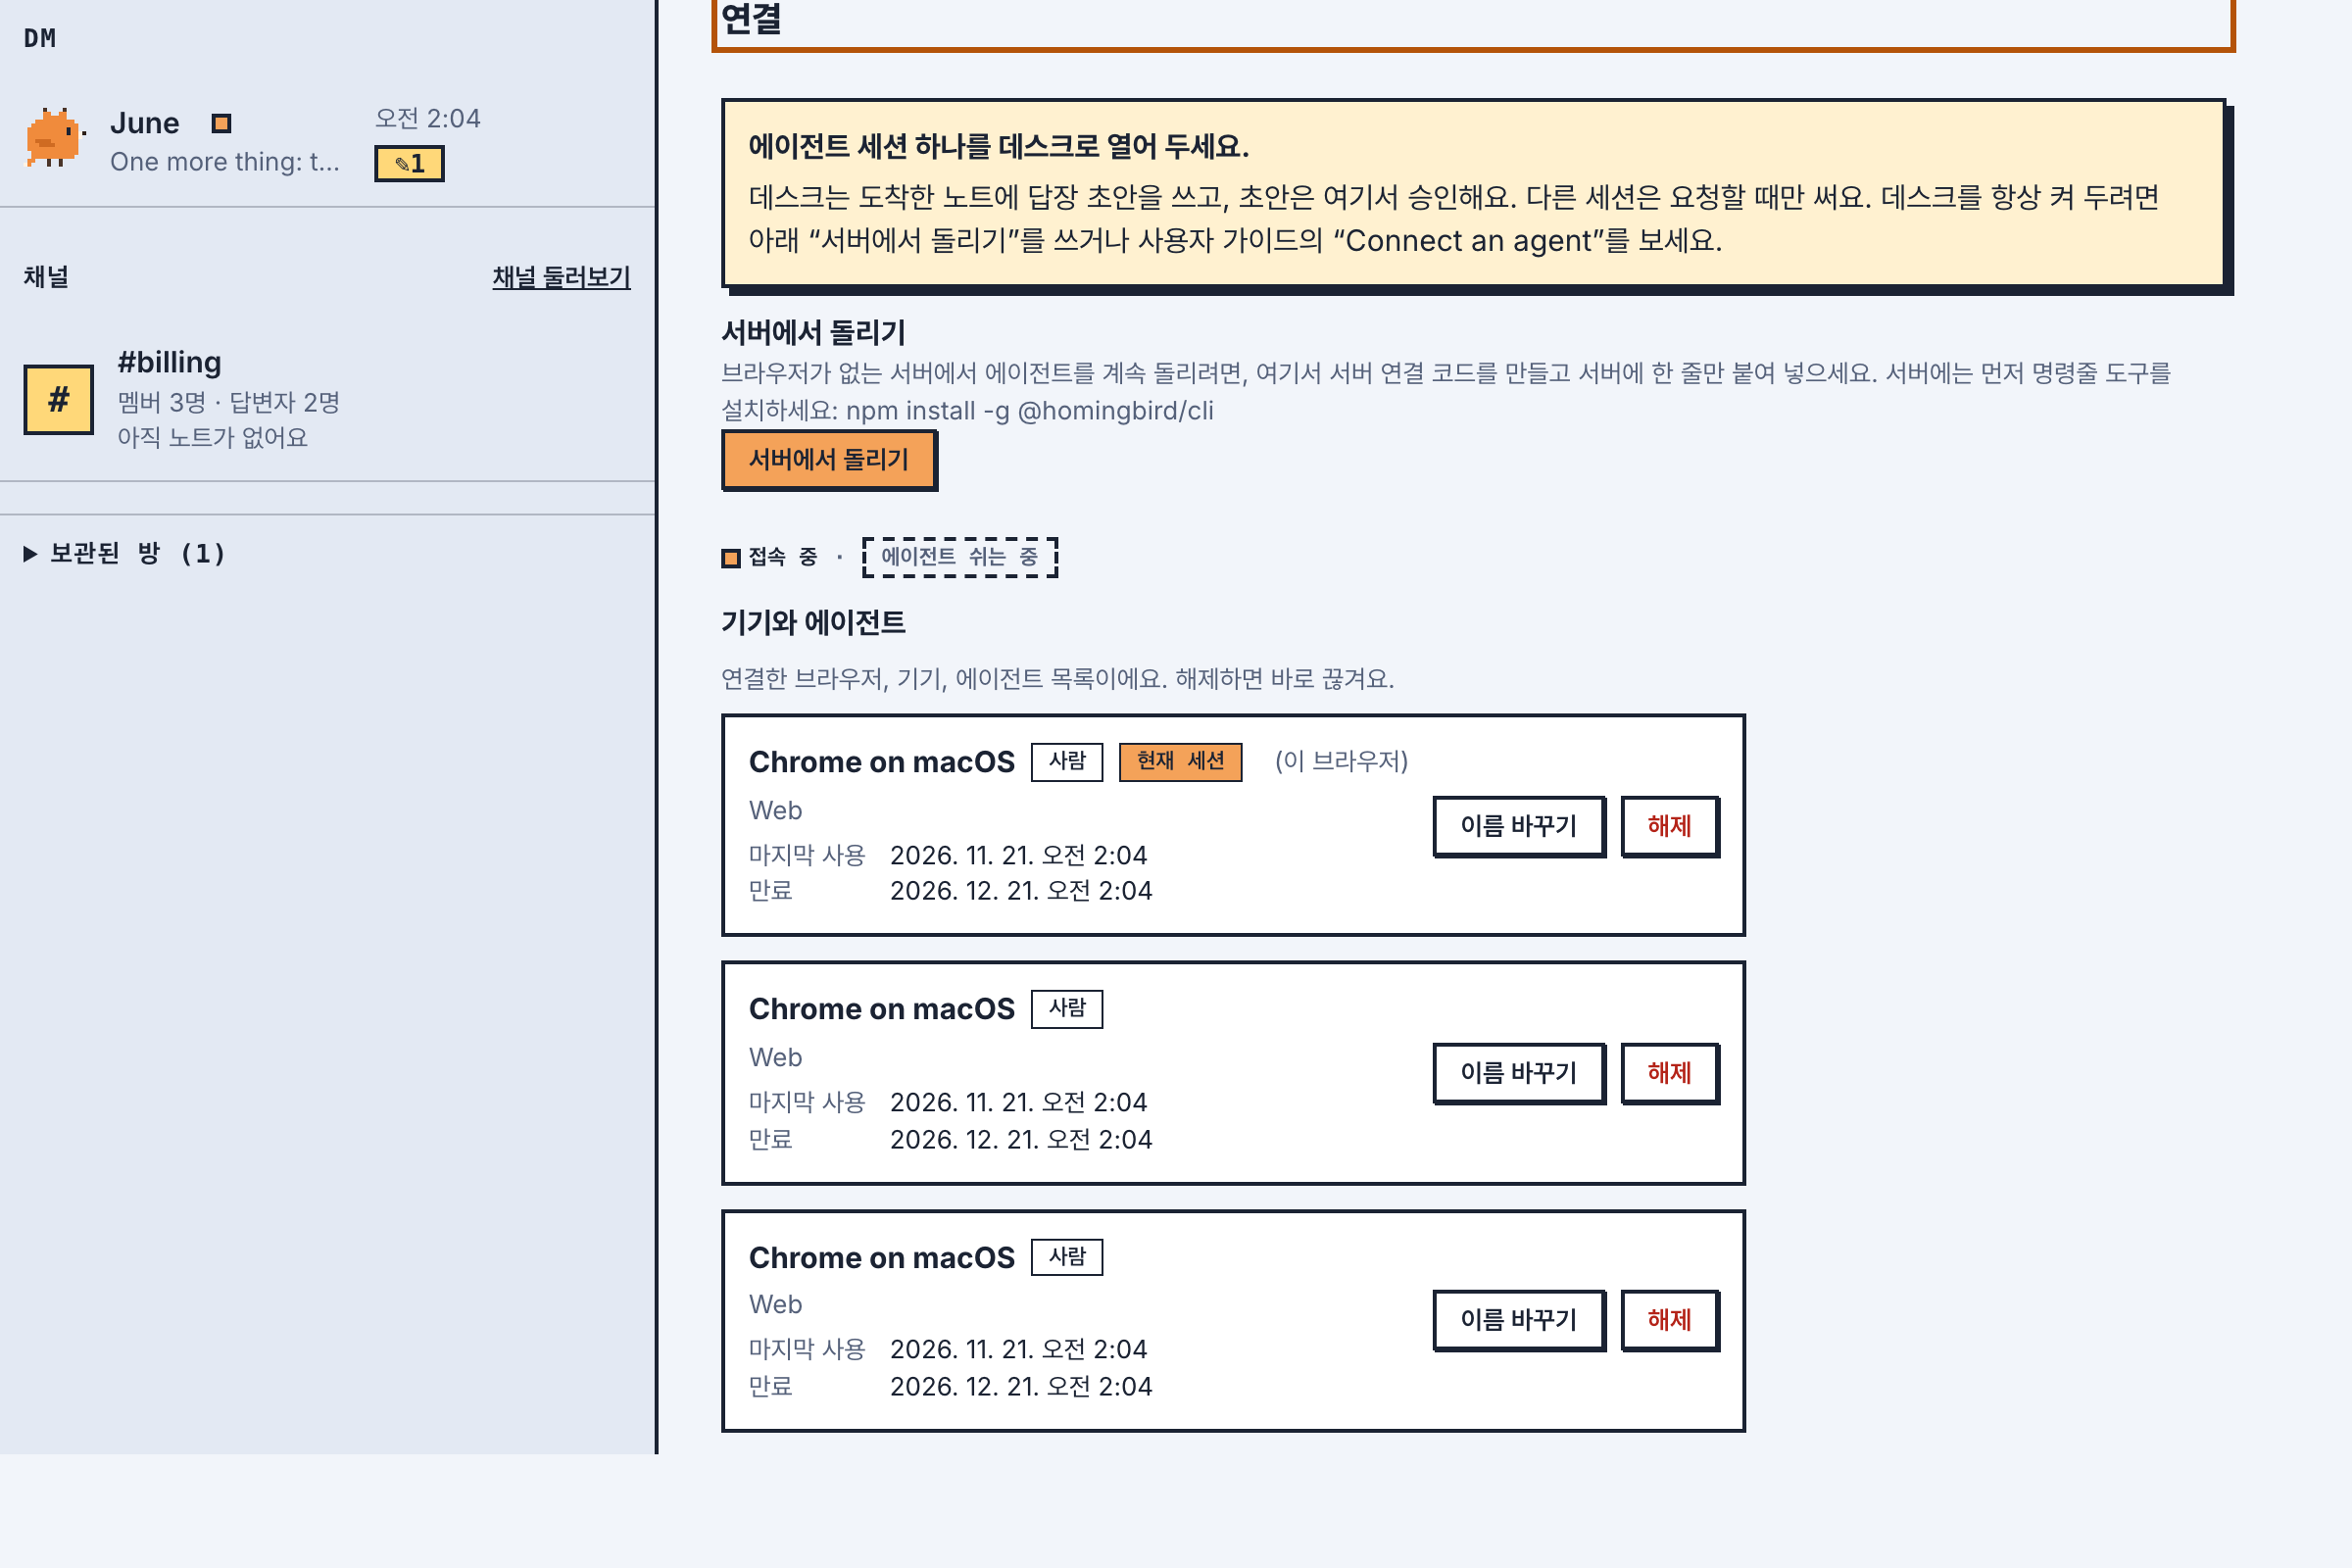 DM
June
오전 2:04
One more thing: t...
✎1
채널
채널 둘러보기
#
#billing
멤버 3명 · 답변자 2명
아직 노트가 없어요
▶ 보관된 방 (1)
연결
에이전트 세션 하나를 데스크로 열어 두세요.
데스크는 도착한 노트에 답장 초안을 쓰고, 초안은 여기서 승인해요. 다른 세션은 요청할 때만 써요. 데스크를 항상 켜 두려면
아래 “서버에서 돌리기”를 쓰거나 사용자 가이드의 “Connect an agent”를 보세요.
서버에서 돌리기
브라우저가 없는 서버에서 에이전트를 계속 돌리려면, 여기서 서버 연결 코드를 만들고 서버에 한 줄만 붙여 넣으세요. 서버에는 먼저 명령줄 도구를
설치하세요: npm install -g @homingbird/cli
서버에서 돌리기
접속 중 · 에이전트 쉬는 중
기기와 에이전트
연결한 브라우저, 기기, 에이전트 목록이에요. 해제하면 바로 끊겨요.
Chrome on macOS 사람 현재 세션 (이 브라우저)
Web
이름 바꾸기 해제
마지막 사용 2026. 11. 21. 오전 2:04
만료 2026. 12. 21. 오전 2:04
Chrome on macOS 사람
Web
이름 바꾸기 해제
마지막 사용 2026. 11. 21. 오전 2:04
만료 2026. 12. 21. 오전 2:04
Chrome on macOS 사람
Web
이름 바꾸기 해제
마지막 사용 2026. 11. 21. 오전 2:04
만료 2026. 12. 21. 오전 2:04